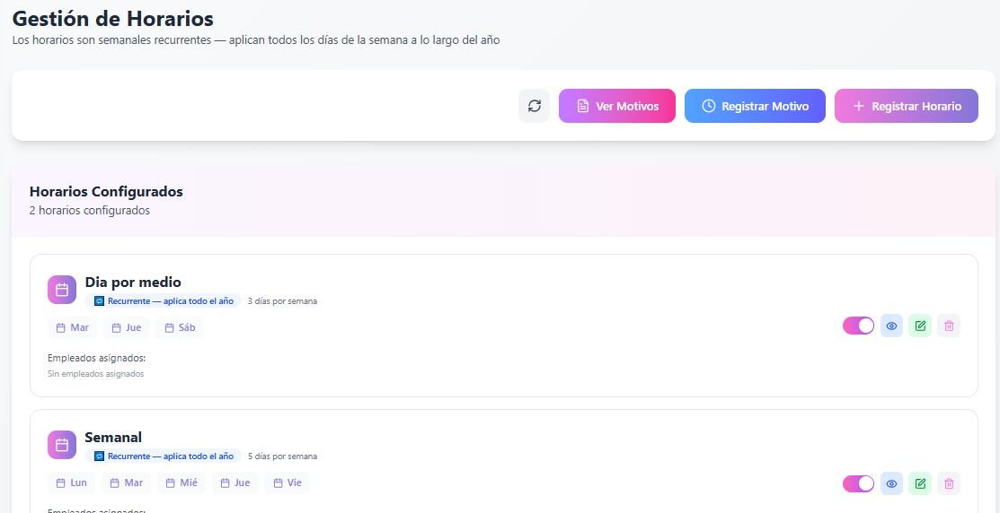 Gestión de Horarios
Los horarios son semanales recurrentes — aplican todos los días de la semana a lo largo del año
Ver Motivos
Registrar Motivo
Registrar Horario
Horarios Configurados
2 horarios configurados
Dia por medio
Recurrente — aplica todo el año 3 días por semana
Mar Jue Sáb
Empleados asignados:
Sin empleados asignados
Semanal
Recurrente — aplica todo el año 5 días por semana
Lun Mar Mié Jue Vie
Empleados asignados: